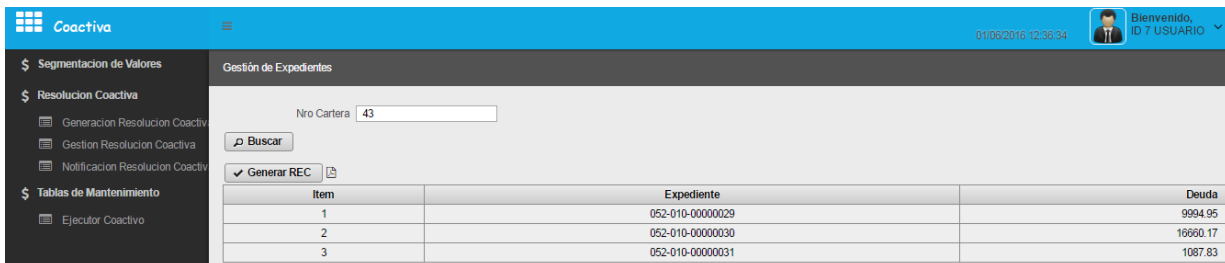 Coactiva
01/06/2016 12:36:34
Bienvenido,
ID 7 USUARIO
$ Segmentacion de Valores
$ Resolucion Coactiva
Generacion Resolucion Coactiv
Gestion Resolucion Coactiva
Notificacion Resolucion Coactiv
$ Tablas de Mantenimiento
Ejecutor Coactivo
Gestión de Expedientes
Nro Cartera 43
Buscar
Generar REC
Item Expediente Deuda
1 052-010-00000029 9994.95
2 052-010-00000030 16660.17
3 052-010-00000031 1087.83